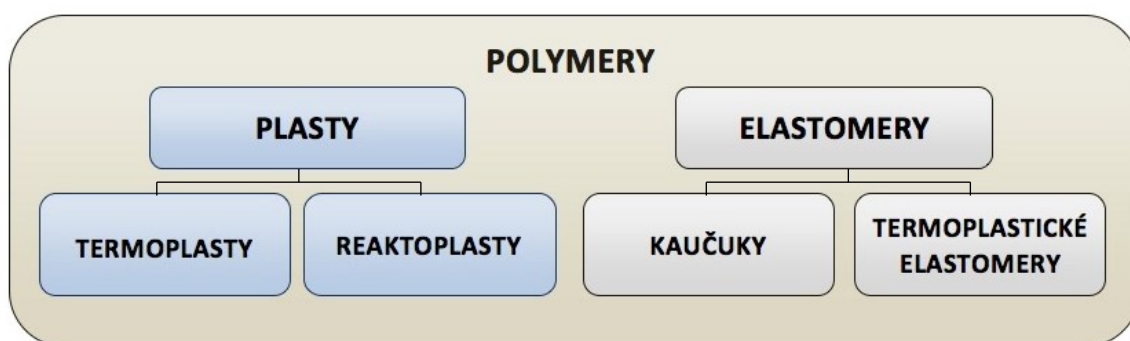 POLYMERY
PLASTY
ELASTOMERY
TERMOPLASTY
REAKTOPLASTY
KAUČUKY
TERMOPLASTICKÉ
ELASTOMERY